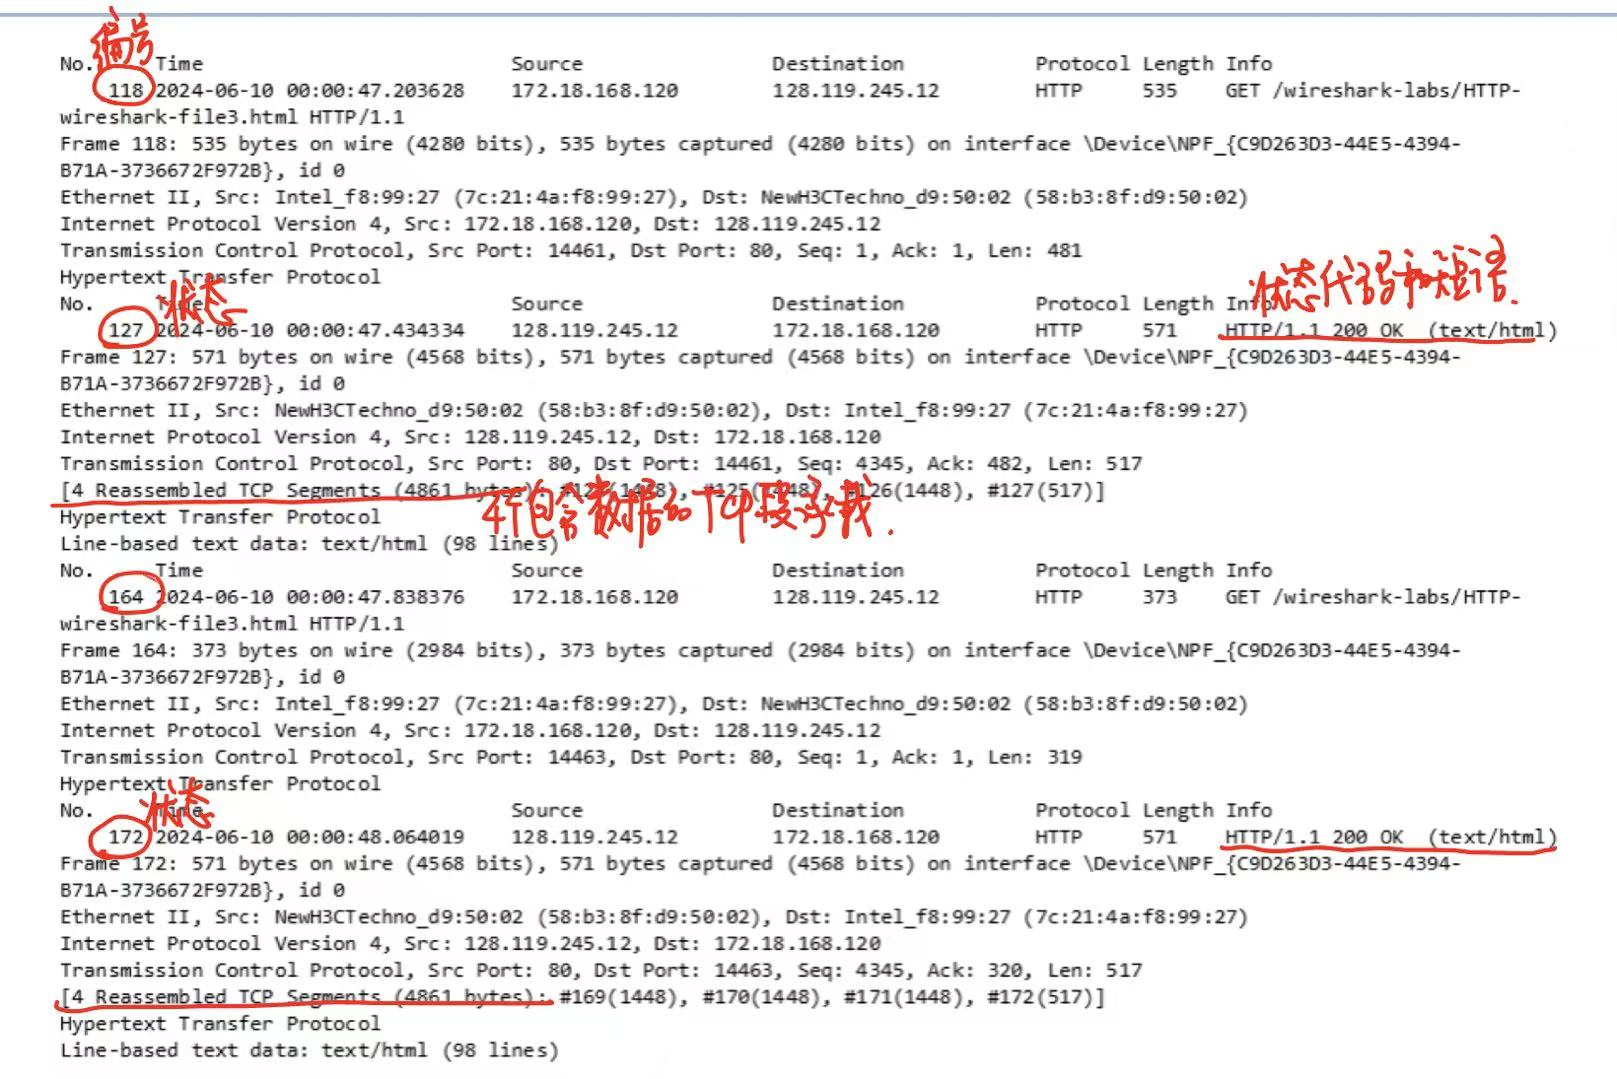 编号
No. Time Source Destination Protocol Length Info
118 2024-06-10 00:00:47.203628 172.18.168.120 128.119.245.12 HTTP 535 GET /wireshark-labs/HTTP-
wireshark-file3.html HTTP/1.1
Frame 118: 535 bytes on wire (4280 bits), 535 bytes captured (4280 bits) on interface \Device\NPF_{C9D263D3-44E5-4394-
B71A-3736672F972B}, id 0
Ethernet II, Src: Intel_f8:99:27 (7c:21:4a:f8:99:27), Dst: NewH3CTechno_d9:50:02 (58:b3:8f:d9:50:02)
Internet Protocol Version 4, Src: 172.18.168.120, Dst: 128.119.245.12
Transmission Control Protocol, Src Port: 14461, Dst Port: 80, Seq: 1, Ack: 1, Len: 481
Hypertext Transfer Protocol
状态代码和短语.
状态
No. Time Source Destination Protocol Length Info
127 2024-06-10 00:00:47.434334 128.119.245.12 172.18.168.120 HTTP 571 HTTP/1.1 200 OK (text/html)
Frame 127: 571 bytes on wire (4568 bits), 571 bytes captured (4568 bits) on interface \Device\NPF_{C9D263D3-44E5-4394-
B71A-3736672F972B}, id 0
Ethernet II, Src: NewH3CTechno_d9:50:02 (58:b3:8f:d9:50:02), Dst: Intel_f8:99:27 (7c:21:4a:f8:99:27)
Internet Protocol Version 4, Src: 128.119.245.12, Dst: 172.18.168.120
Transmission Control Protocol, Src Port: 80, Dst Port: 14461, Seq: 4345, Ack: 482, Len: 517
[4 Reassembled TCP Segments (4861 bytes): #125(1448), #126(1448), #127(517)]
4个包含数据的TCP段承载.
Hypertext Transfer Protocol
Line-based text data: text/html (98 lines)
No. Time Source Destination Protocol Length Info
164 2024-06-10 00:00:47.838376 172.18.168.120 128.119.245.12 HTTP 373 GET /wireshark-labs/HTTP-
wireshark-file3.html HTTP/1.1
Frame 164: 373 bytes on wire (2984 bits), 373 bytes captured (2984 bits) on interface \Device\NPF_{C9D263D3-44E5-4394-
B71A-3736672F972B}, id 0
Ethernet II, Src: Intel_f8:99:27 (7c:21:4a:f8:99:27), Dst: NewH3CTechno_d9:50:02 (58:b3:8f:d9:50:02)
Internet Protocol Version 4, Src: 172.18.168.120, Dst: 128.119.245.12
Transmission Control Protocol, Src Port: 14463, Dst Port: 80, Seq: 1, Ack: 1, Len: 319
Hypertext Transfer Protocol
状态
No. Time Source Destination Protocol Length Info
172 2024-06-10 00:00:48.064019 128.119.245.12 172.18.168.120 HTTP 571 HTTP/1.1 200 OK (text/html)
Frame 172: 571 bytes on wire (4568 bits), 571 bytes captured (4568 bits) on interface \Device\NPF_{C9D263D3-44E5-4394-
B71A-3736672F972B}, id 0
Ethernet II, Src: NewH3CTechno_d9:50:02 (58:b3:8f:d9:50:02), Dst: Intel_f8:99:27 (7c:21:4a:f8:99:27)
Internet Protocol Version 4, Src: 128.119.245.12, Dst: 172.18.168.120
Transmission Control Protocol, Src Port: 80, Dst Port: 14463, Seq: 4345, Ack: 320, Len: 517
[4 Reassembled TCP Segments (4861 bytes): #169(1448), #170(1448), #171(1448), #172(517)]
Hypertext Transfer Protocol
Line-based text data: text/html (98 lines)